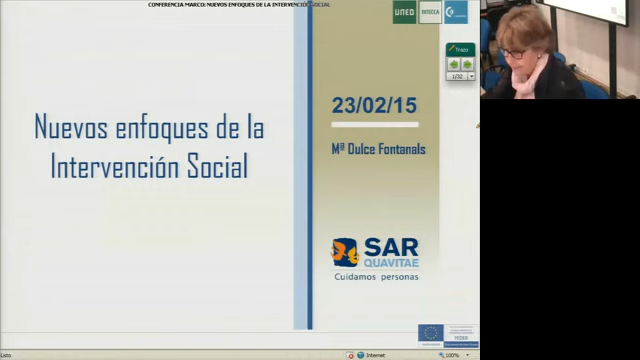 CONFERENCIA MARCO: NUEVOS ENFOQUES DE LA INTERVENCIÓN SOCIAL
UNED
INTECCA
Trazo
1/32
Nuevos enfoques de la
Intervención Social
23/02/15
Mª Dulce Fontanals
SAR
QUAVITAE
Cuidamos personas
Listo
Internet
100%